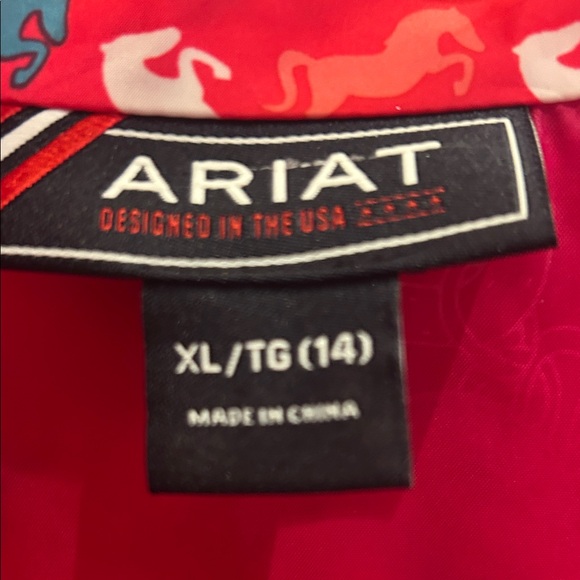 ARIAT
DESIGNED IN THE USA
XL/TG (14)
MADE IN CHINA